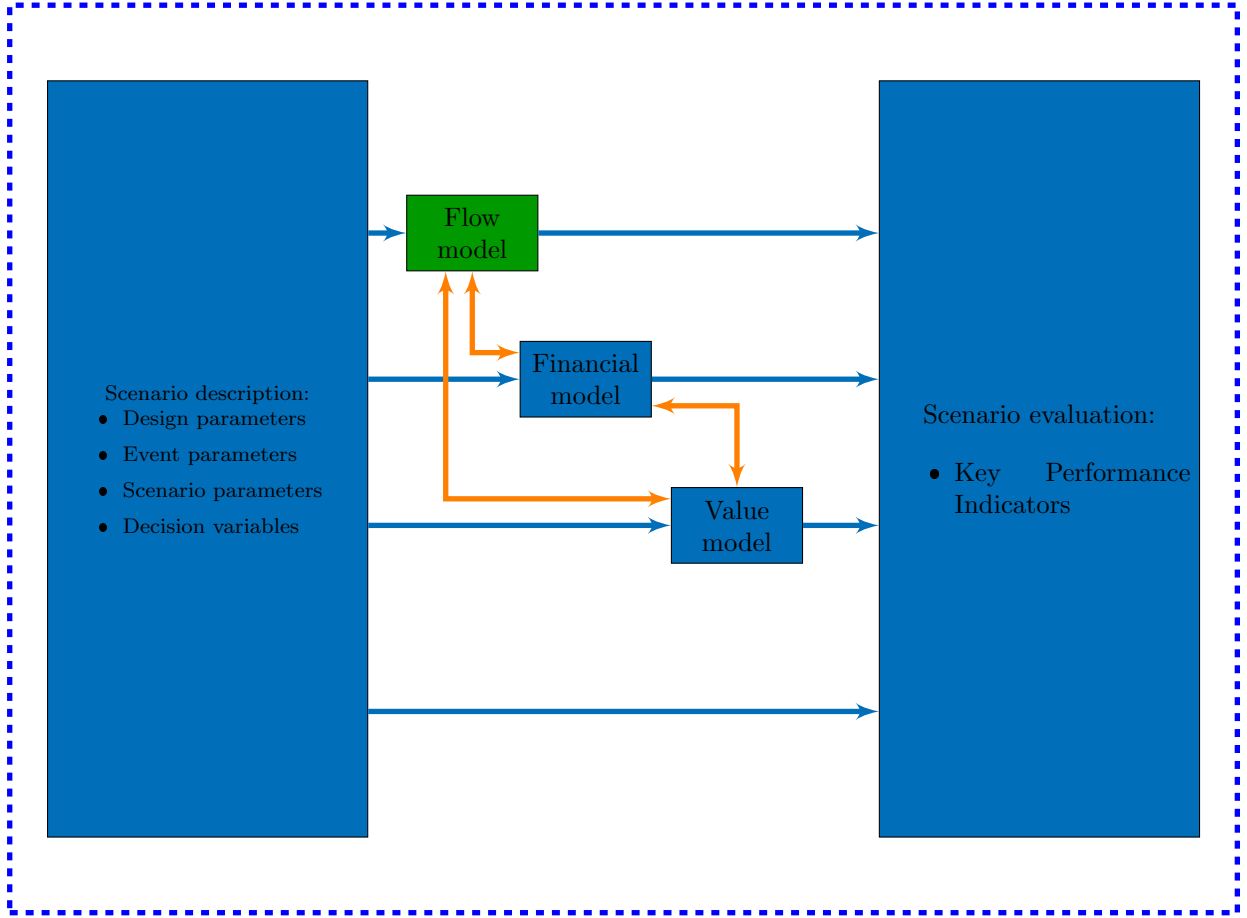 Flow
model
Financial
model
Value
model
Scenario description:
• Design parameters
• Event parameters
• Scenario parameters
• Decision variables
Scenario evaluation:
• Key Performance
Indicators